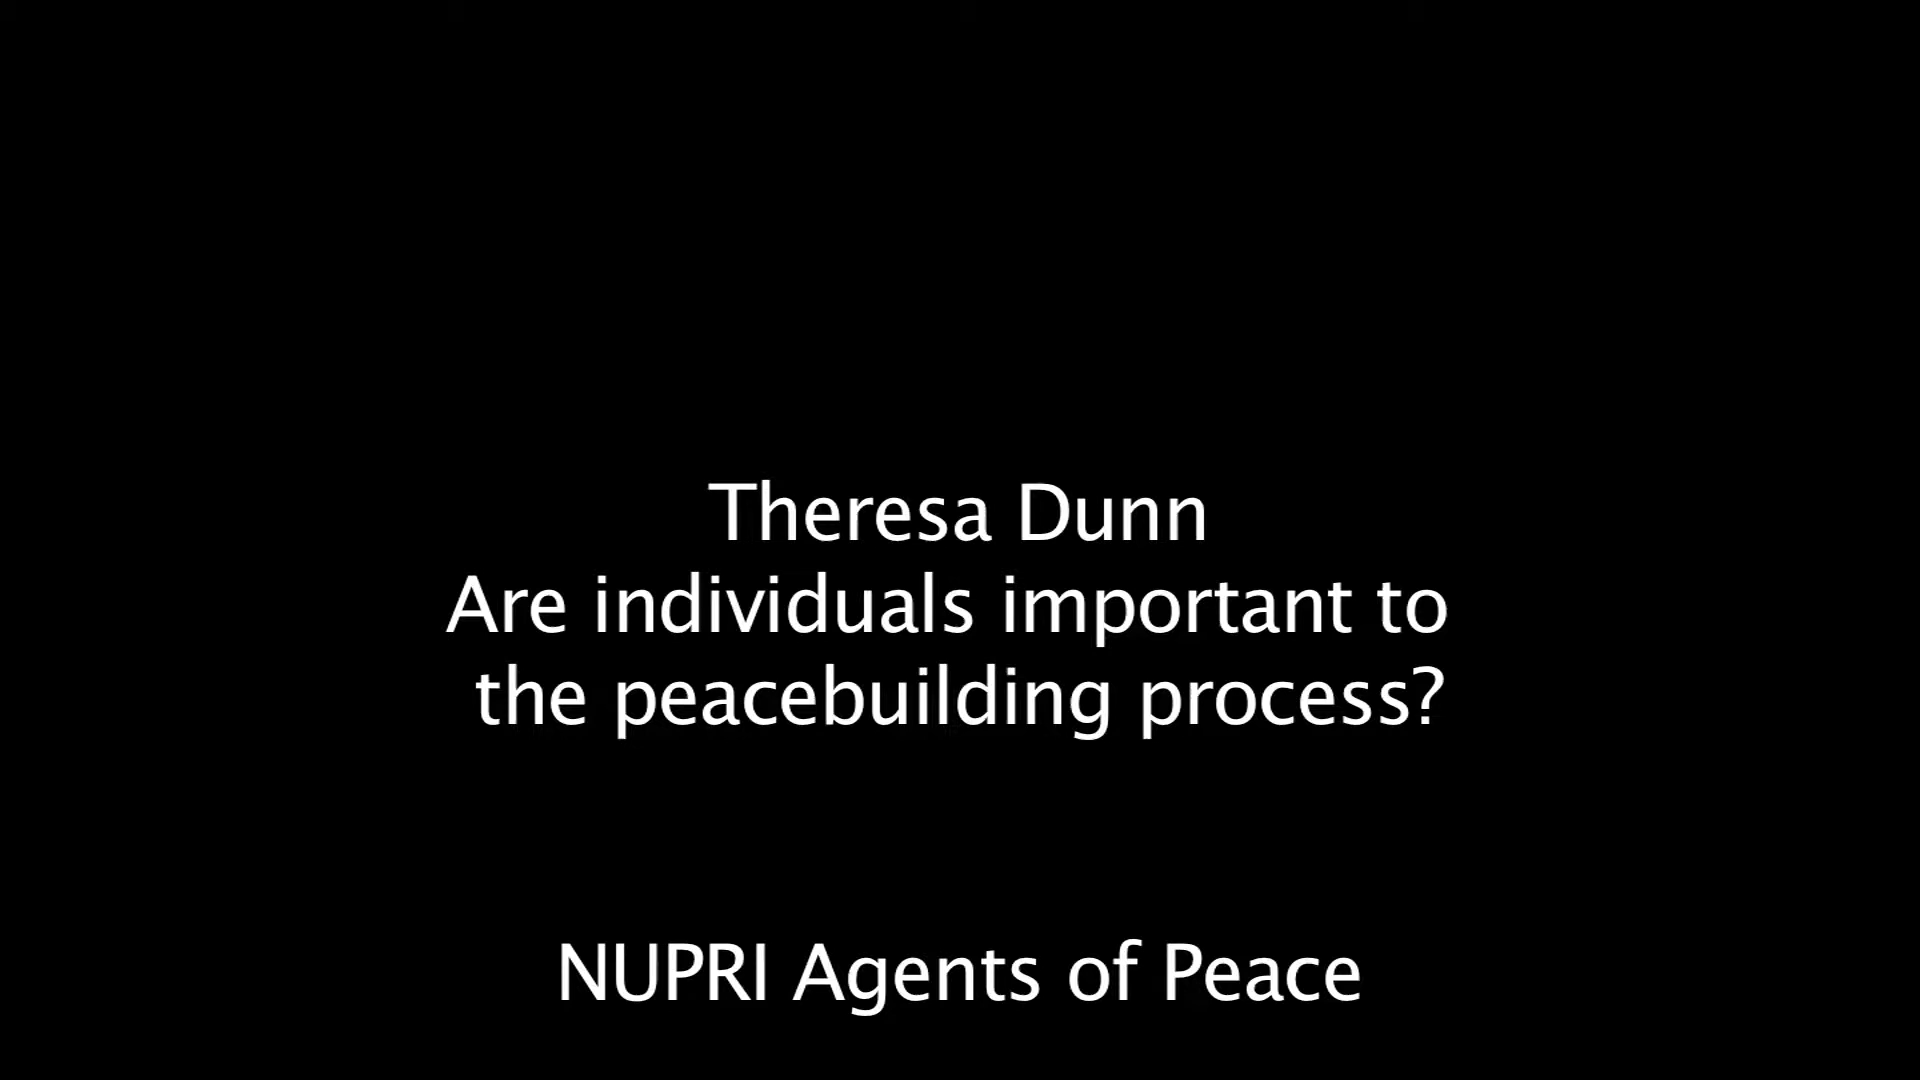 Theresa Dunn
Are individuals important to
the peacebuilding process?
NUPRI Agents of Peace